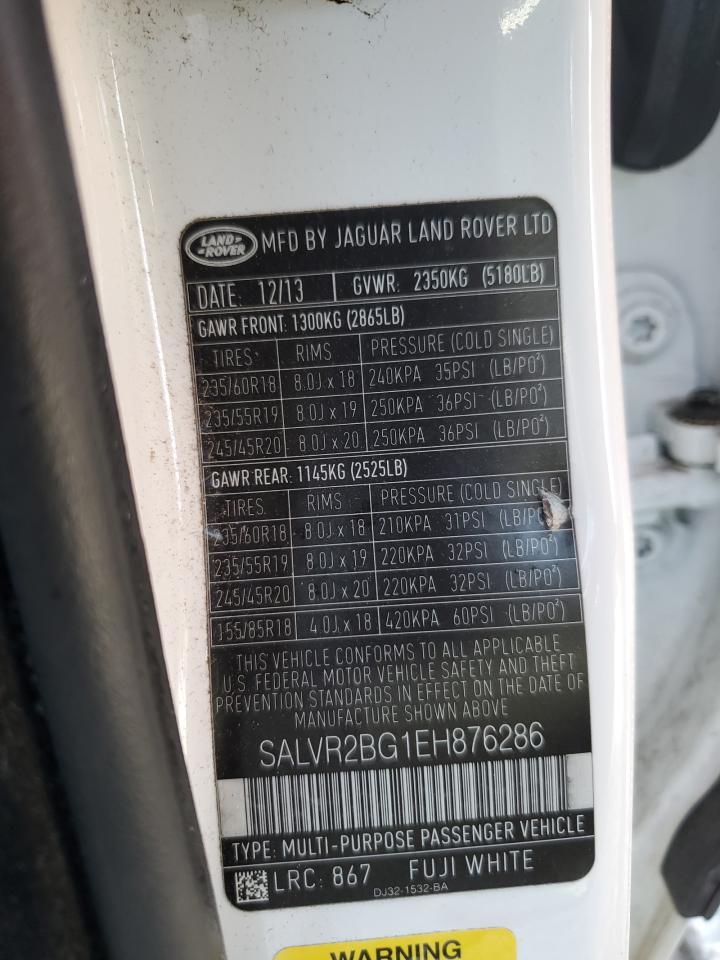 LAND ROVER MFD BY JAGUAR LAND ROVER LTD
DATE: 12/13 GVWR: 2350KG (5180LB)
GAWR FRONT: 1300KG (2865LB)
TIRES RIMS PRESSURE (COLD SINGLE)
235/60R18 8.0J x 18 240KPA 35PSI (LB/PO²)
235/55R19 8.0J x 19 250KPA 36PSI (LB/PO²)
245/45R20 8.0J x 20 250KPA 36PSI (LB/PO²)
GAWR REAR: 1145KG (2525LB)
TIRES RIMS PRESSURE (COLD SINGLE)
235/60R18 8.0J x 18 210KPA 31PSI (LB/PO²)
235/55R19 8.0J x 19 220KPA 32PSI (LB/PO²)
245/45R20 8.0J x 20 220KPA 32PSI (LB/PO²)
155/85R18 4.0J x 18 420KPA 60PSI (LB/PO²)
THIS VEHICLE CONFORMS TO ALL APPLICABLE
U.S. FEDERAL MOTOR VEHICLE SAFETY AND THEFT
PREVENTION STANDARDS IN EFFECT ON THE DATE OF
MANUFACTURE SHOWN ABOVE
SALVR2BG1EH876286
TYPE: MULTI-PURPOSE PASSENGER VEHICLE
LRC: 867 FUJI WHITE
DJ32-1532-BA
WARNING